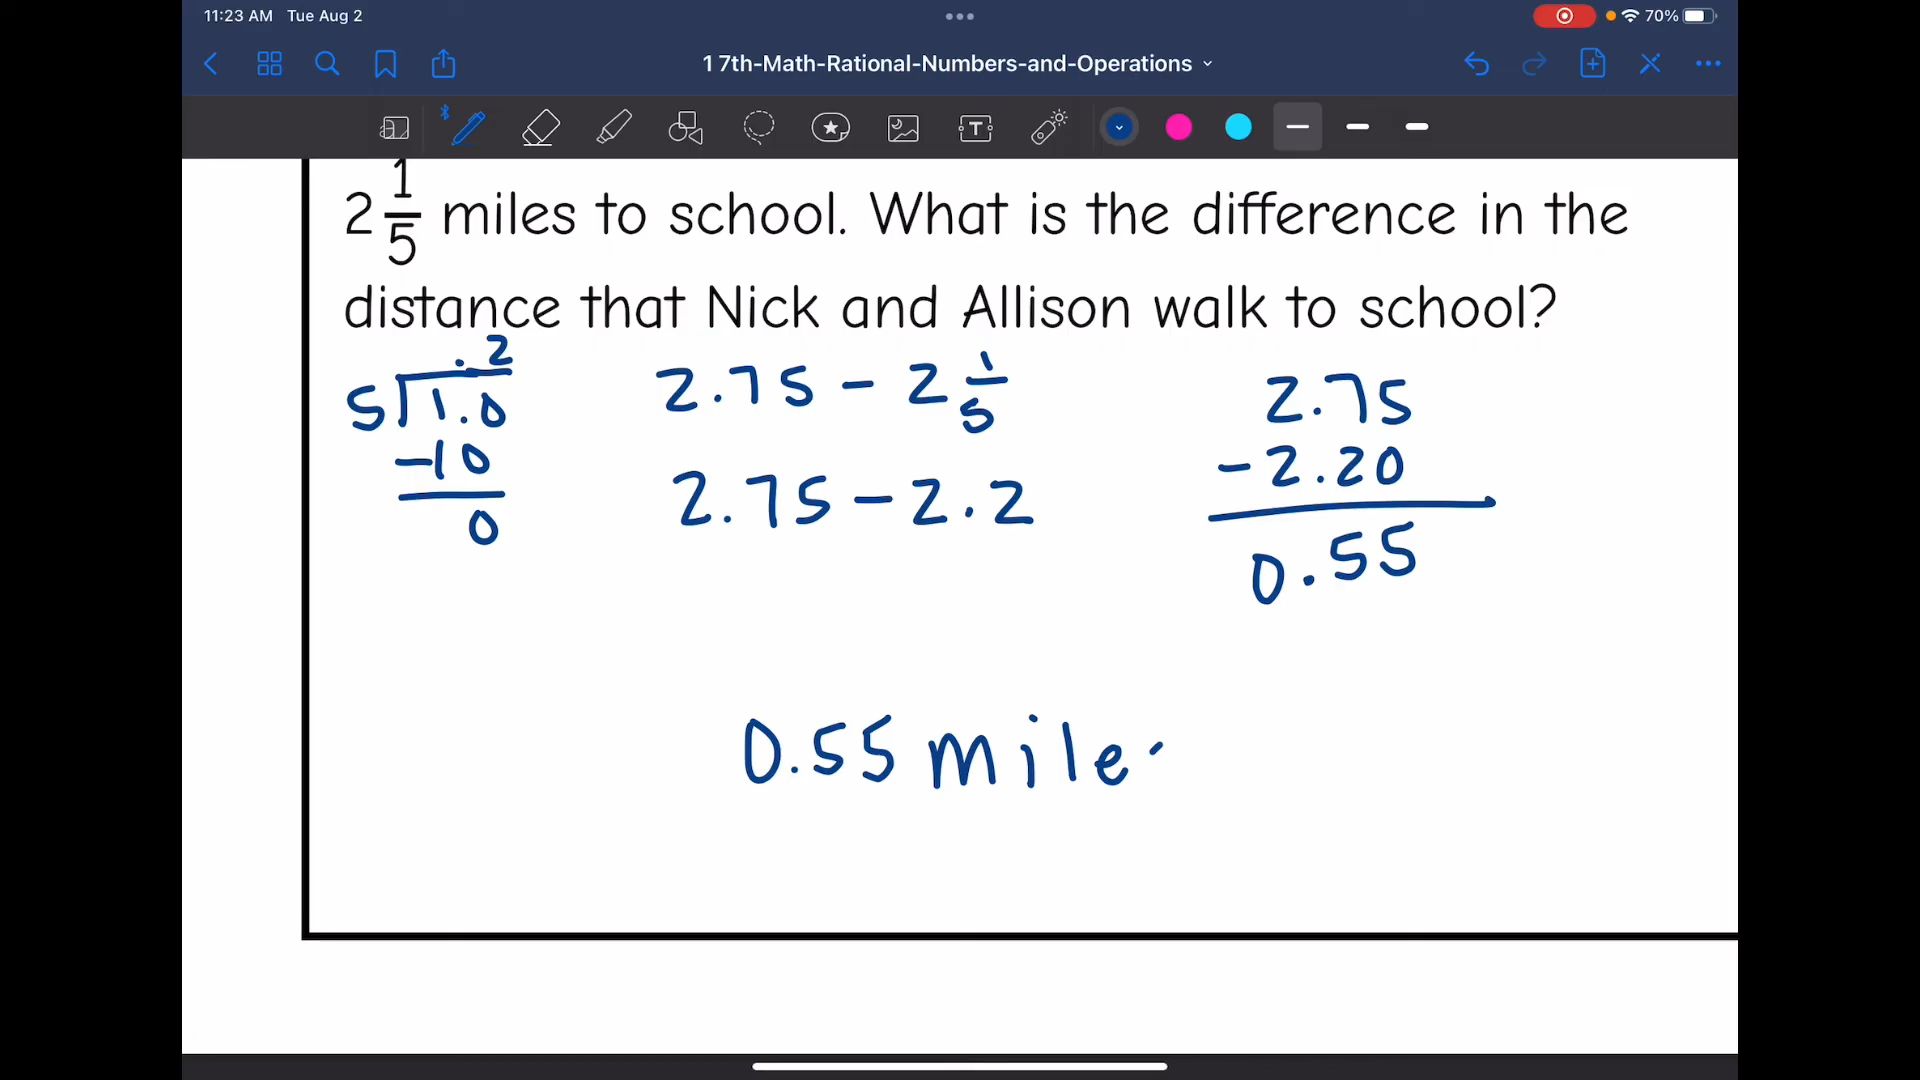 11:23 AM Tue Aug 2
70%
1 7th-Math-Rational-Numbers-and-Operations
2 1/5 miles to school. What is the difference in the
distance that Nick and Allison walk to school?
.2
5 1.0
-10
0
2.75 - 2 1/5
2.75 - 2.2
2.75
-2.20
0.55
0.55 mile